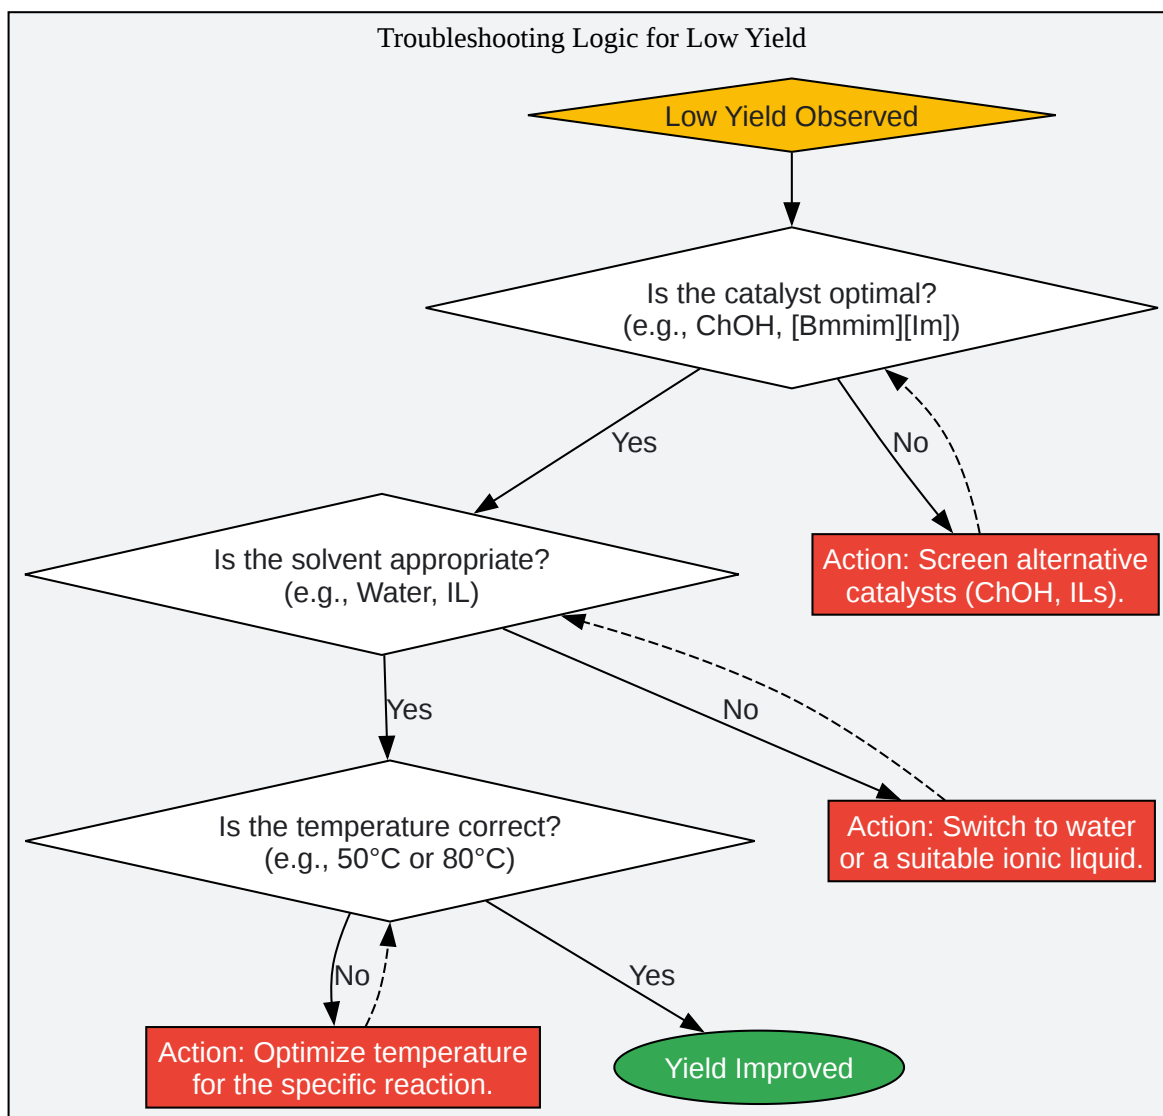 Troubleshooting Logic for Low Yield
Low Yield Observed
Is the catalyst optimal?
(e.g., ChOH, [Bmmim][Im])
Yes
No
Action: Screen alternative
catalysts (ChOH, ILs).
Is the solvent appropriate?
(e.g., Water, IL)
Yes
No
Action: Switch to water
or a suitable ionic liquid.
Is the temperature correct?
(e.g., 50°C or 80°C)
No
Yes
Action: Optimize temperature
for the specific reaction.
Yield Improved